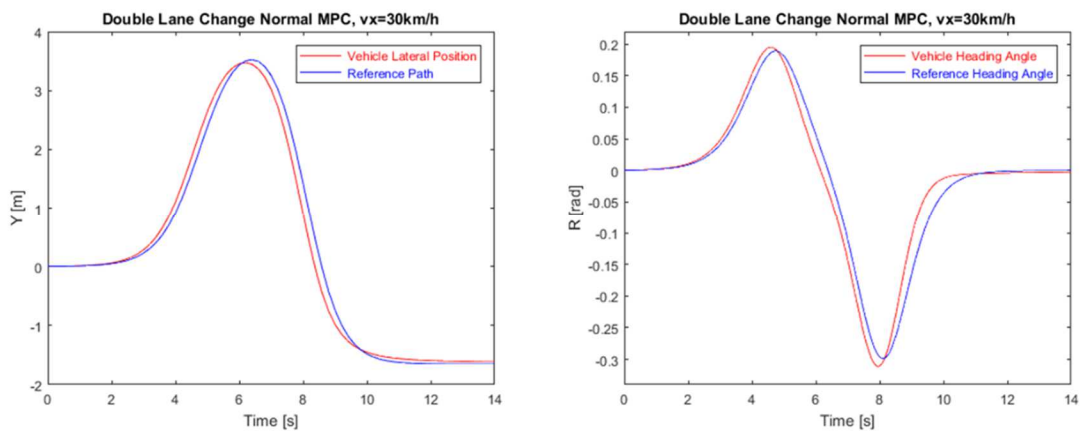 Double Lane Change Normal MPC, vx=30km/h
4
3
2
1
0
-1
-2
Y [m]
Vehicle Lateral Position
Reference Path
0 2 4 6 8 10 12 14
Time [s]
Double Lane Change Normal MPC, vx=30km/h
0.2
0.15
0.1
0.05
0
-0.05
-0.1
-0.15
-0.2
-0.25
-0.3
R [rad]
Vehicle Heading Angle
Reference Heading Angle
0 2 4 6 8 10 12 14
Time [s]